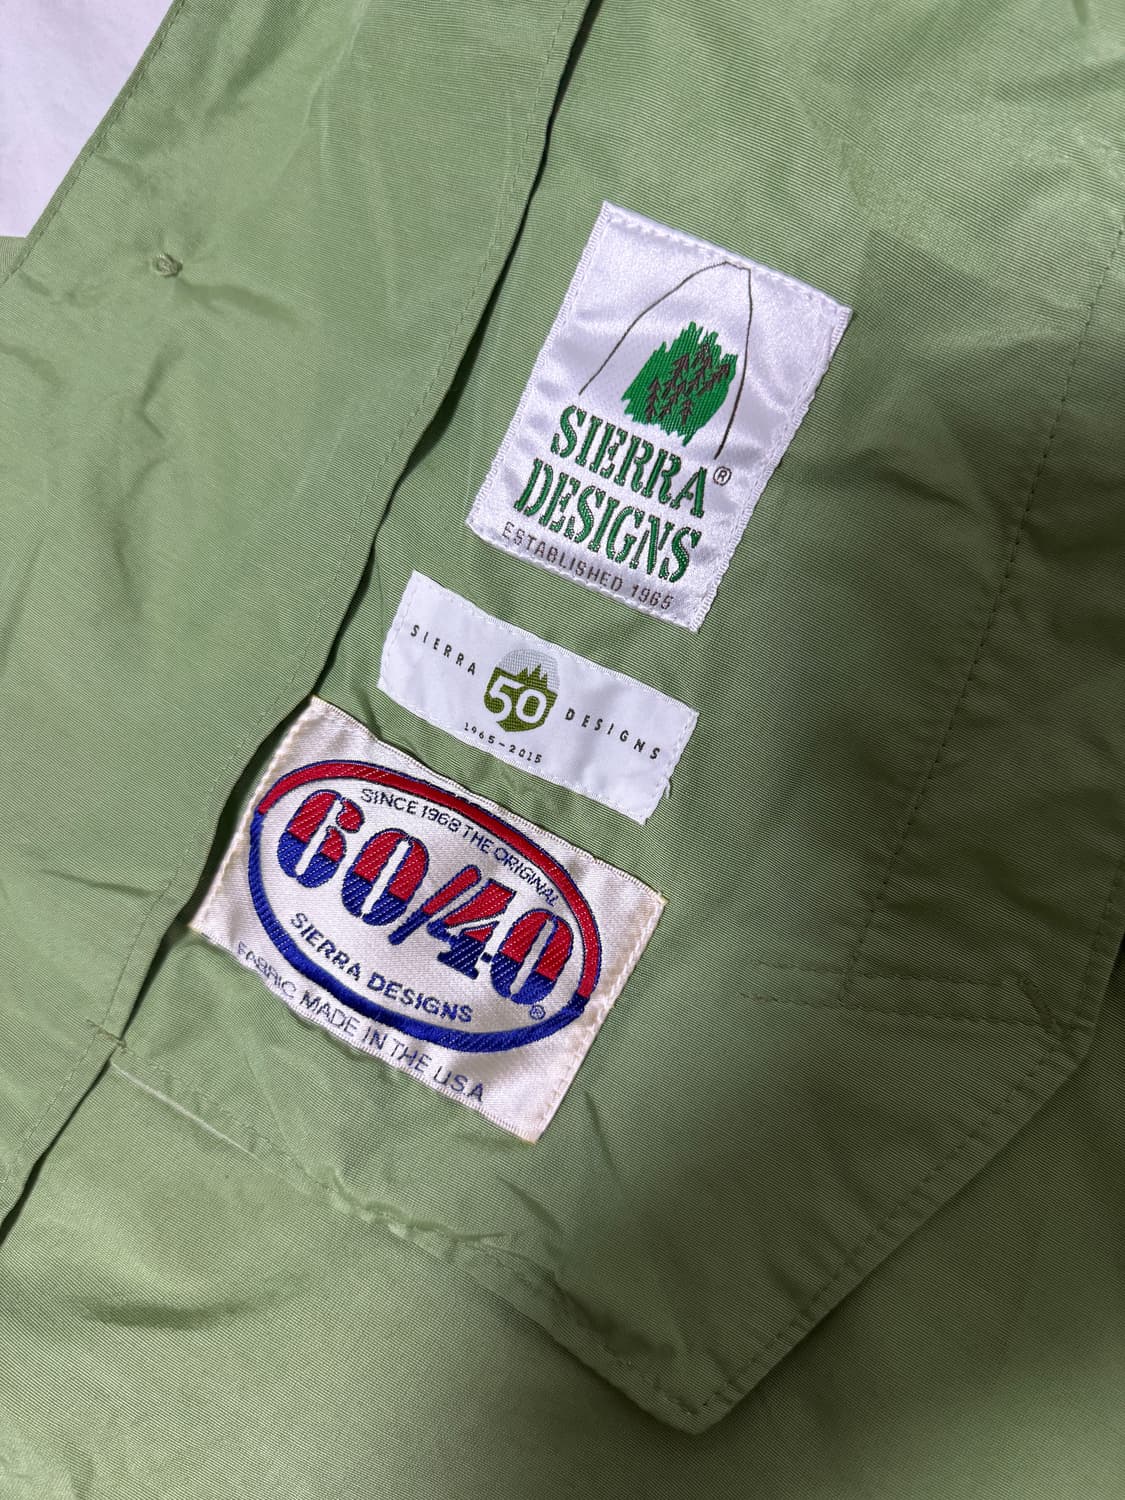 SIERRA
DESIGNS®
ESTABLISHED 1965
SIERRA 50 DESIGNS
1965-2015
SINCE 1968 THE ORIGINAL
60/40®
SIERRA DESIGNS
FABRIC MADE IN THE U.S.A